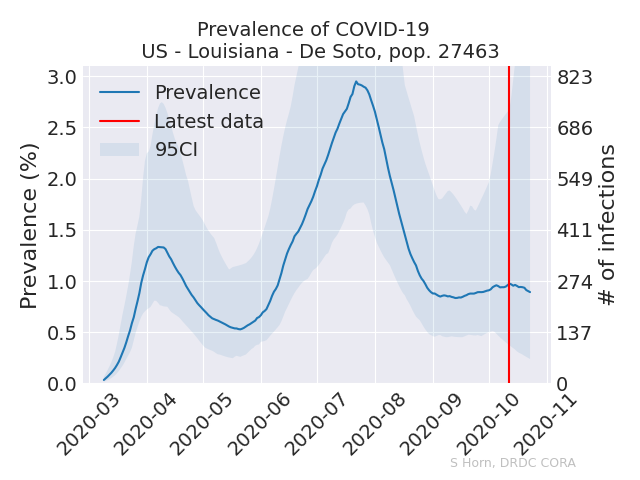 Prevalence of COVID-19
US - Louisiana - De Soto, pop. 27463
Prevalence
Latest data
95CI
Prevalence (%)
3.0
2.5
2.0
1.5
1.0
0.5
0.0
823
686
549
411
274
137
0
# of infections
2020-03
2020-04
2020-05
2020-06
2020-07
2020-08
2020-09
2020-10
2020-11
S Horn, DRDC CORA